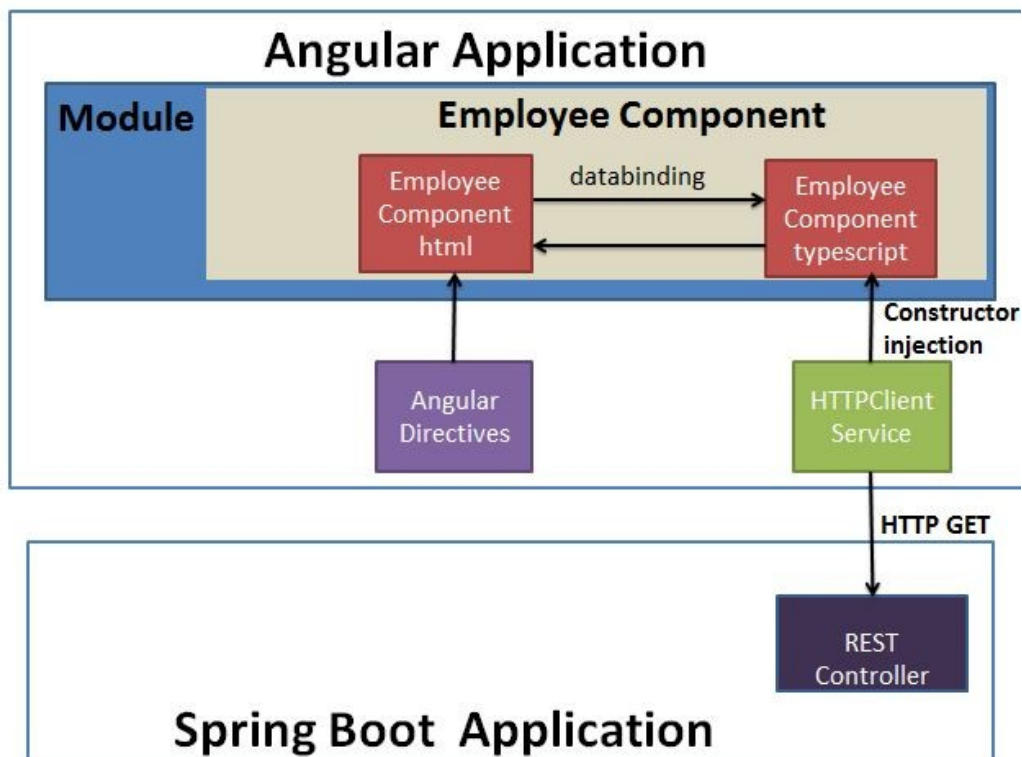 Angular Application
Module
Employee Component
Employee
Component
html
databinding
Employee
Component
typescript
Constructor
injection
Angular
Directives
HTTPClient
Service
HTTP GET
REST
Controller
Spring Boot  Application